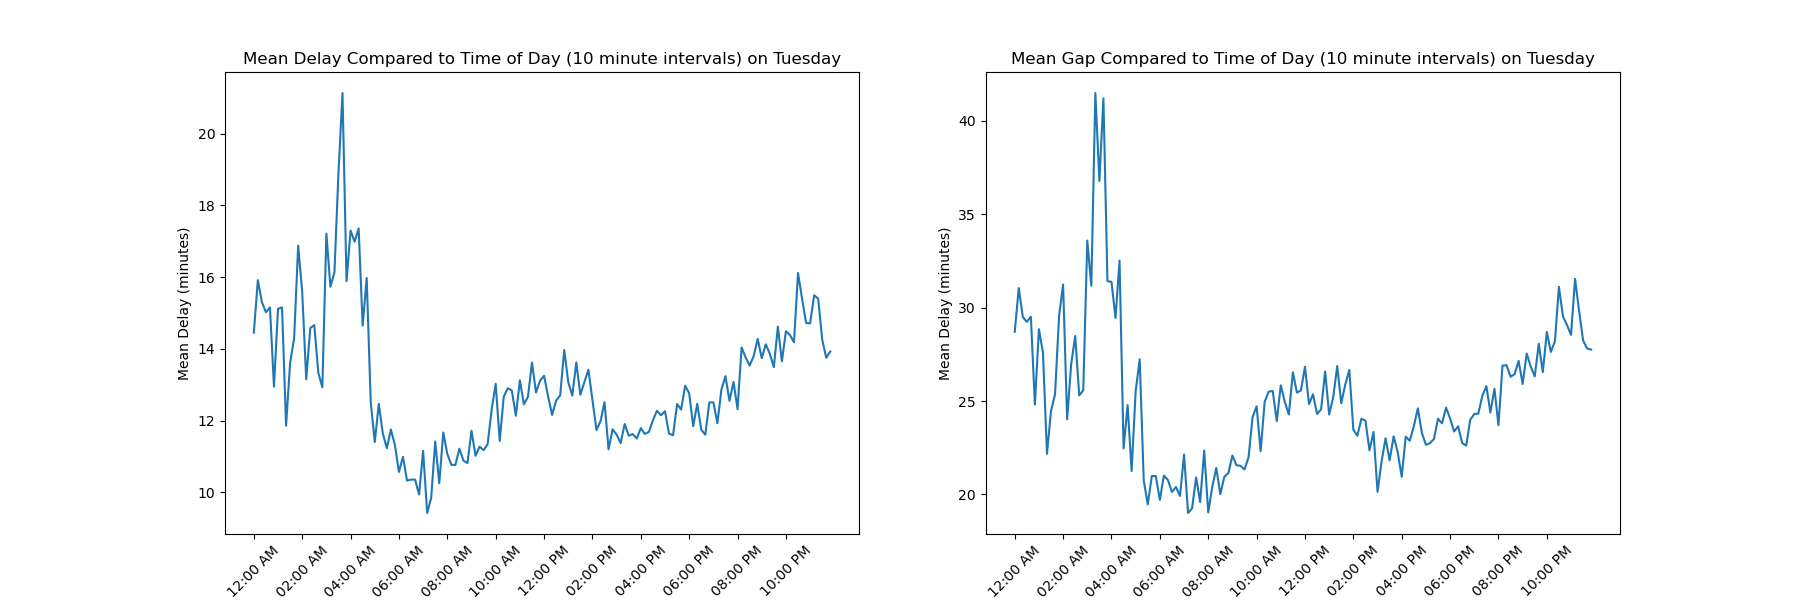 Mean Delay Compared to Time of Day (10 minute intervals) on Tuesday
Mean Delay (minutes)
20
18
16
14
12
10
12:00 AM
02:00 AM
04:00 AM
06:00 AM
08:00 AM
10:00 AM
12:00 PM
02:00 PM
04:00 PM
06:00 PM
08:00 PM
10:00 PM
Mean Gap Compared to Time of Day (10 minute intervals) on Tuesday
Mean Delay (minutes)
40
35
30
25
20
12:00 AM
02:00 AM
04:00 AM
06:00 AM
08:00 AM
10:00 AM
12:00 PM
02:00 PM
04:00 PM
06:00 PM
08:00 PM
10:00 PM